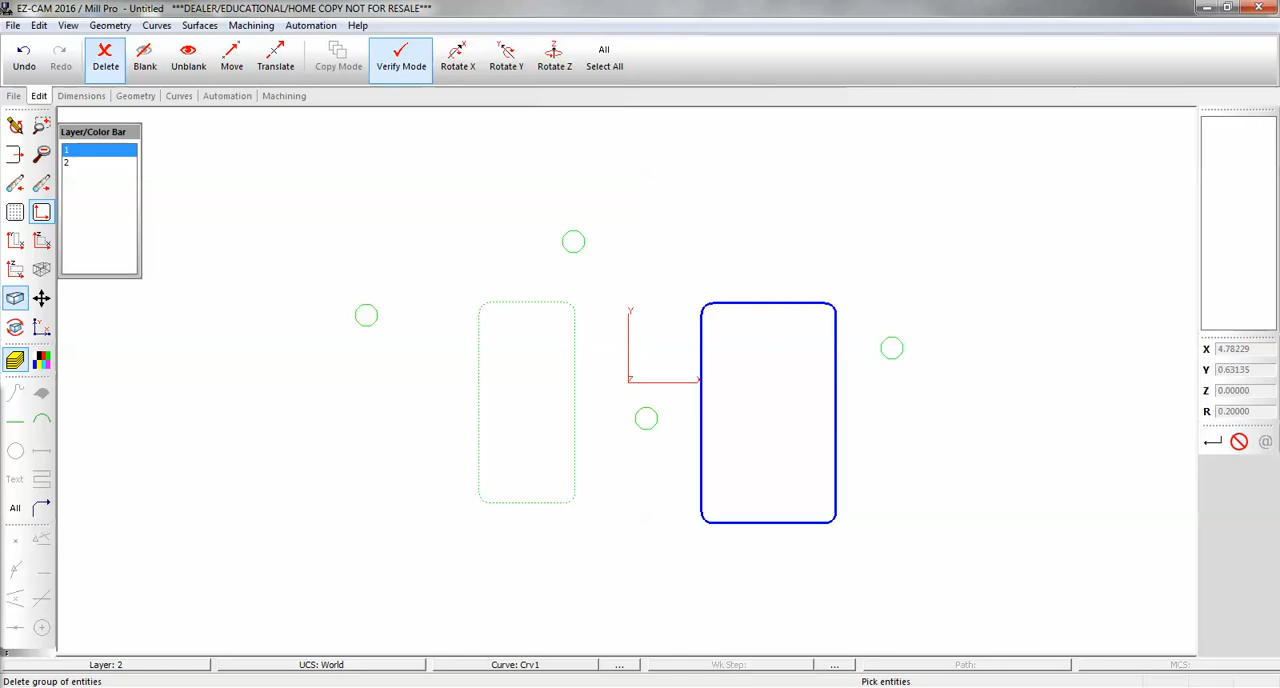 EZ-CAM 2016 / Mill Pro - Untitled ***DEALER/EDUCATIONAL/HOME COPY NOT FOR RESALE***
File Edit View Geometry Curves Surfaces Machining Automation Help
Undo Redo Delete Blank Unblank Move Translate Copy Mode Verify Mode Rotate X Rotate Y Rotate Z All Select All
File Edit Dimensions Geometry Curves Automation Machining
Layer/Color Bar
1
2
Y
Z X
X 4.78229
Y 0.63135
Z 0.00000
R 0.20000
@
Text
All
Layer: 2 UCS: World Curve: Crv1 ... Wk Step: ... Path: MCS:
Delete group of entities Pick entities